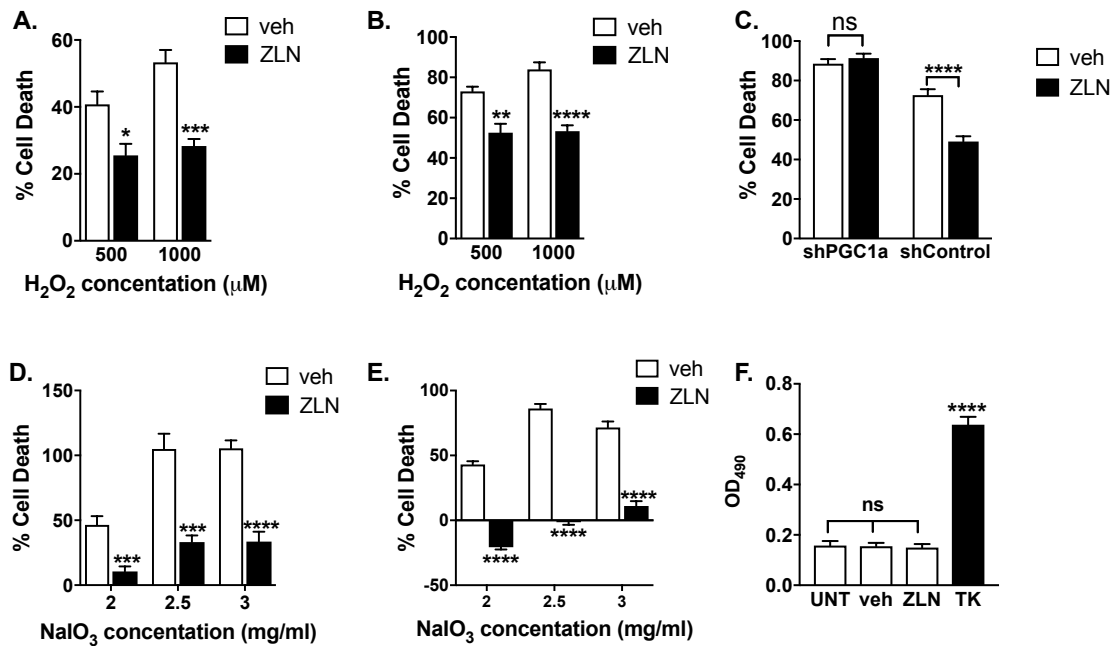 A.
veh
ZLN
60
40
20
0
% Cell Death
*
***
500 1000
H₂O₂ concentration (μM)
B.
veh
ZLN
100
80
60
40
20
0
% Cell Death
**
****
500 1000
H₂O₂ concentration (μM)
C.
ns
****
veh
ZLN
100
80
60
40
20
0
% Cell Death
shPGC1a shControl
D.
veh
ZLN
150
100
50
0
% Cell Death
***
***
****
2 2.5 3
NaIO₃ concentration (mg/ml)
E.
veh
ZLN
100
50
0
-50
% Cell Death
****
****
****
2 2.5 3
NaIO₃ concentration (mg/ml)
F.
0.8
0.6
0.4
0.2
0.0
OD₄₉₀
ns
****
UNT veh ZLN TK